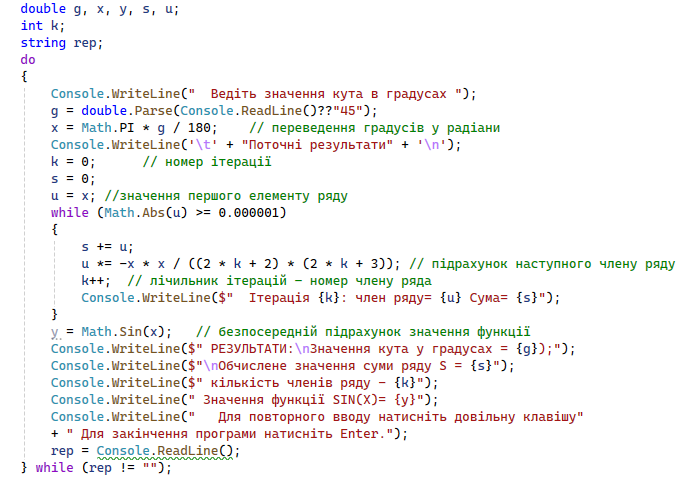 double g, x, y, s, u;
int k;
string rep;
do
{
Console.WriteLine("  Ведіть значення кута в градусах ");
g = double.Parse(Console.ReadLine()??"45");
x = Math.PI * g / 180;    // переведення градусів у радіани
Console.WriteLine('\t' + "Поточні результати" + '\n');
k = 0;      // номер ітерації
s = 0;
u = x; //значення першого елементу ряду
while (Math.Abs(u) >= 0.000001)
{
s += u;
u *= -x * x / ((2 * k + 2) * (2 * k + 3)); // підрахунок наступного члену ряду
k++;  // лічильник ітерацій – номер члену ряда
Console.WriteLine($"  Ітерація {k}: член ряду= {u} Сума= {s}");
}
y = Math.Sin(x);   // безпосередній підрахунок значення функції
Console.WriteLine($" РЕЗУЛЬТАТИ:\nЗначення кута у градусах = {g});");
Console.WriteLine($"\nОбчислене значення суми ряду S = {s}");
Console.WriteLine($" кількість членів ряду – {k}");
Console.WriteLine(" Значення функції SIN(X)= {y}");
Console.WriteLine("   Для повторного вводу натисніть довільну клавішу"
+ " Для закінчення програми натисніть Enter.");
rep = Console.ReadLine();
} while (rep != "");